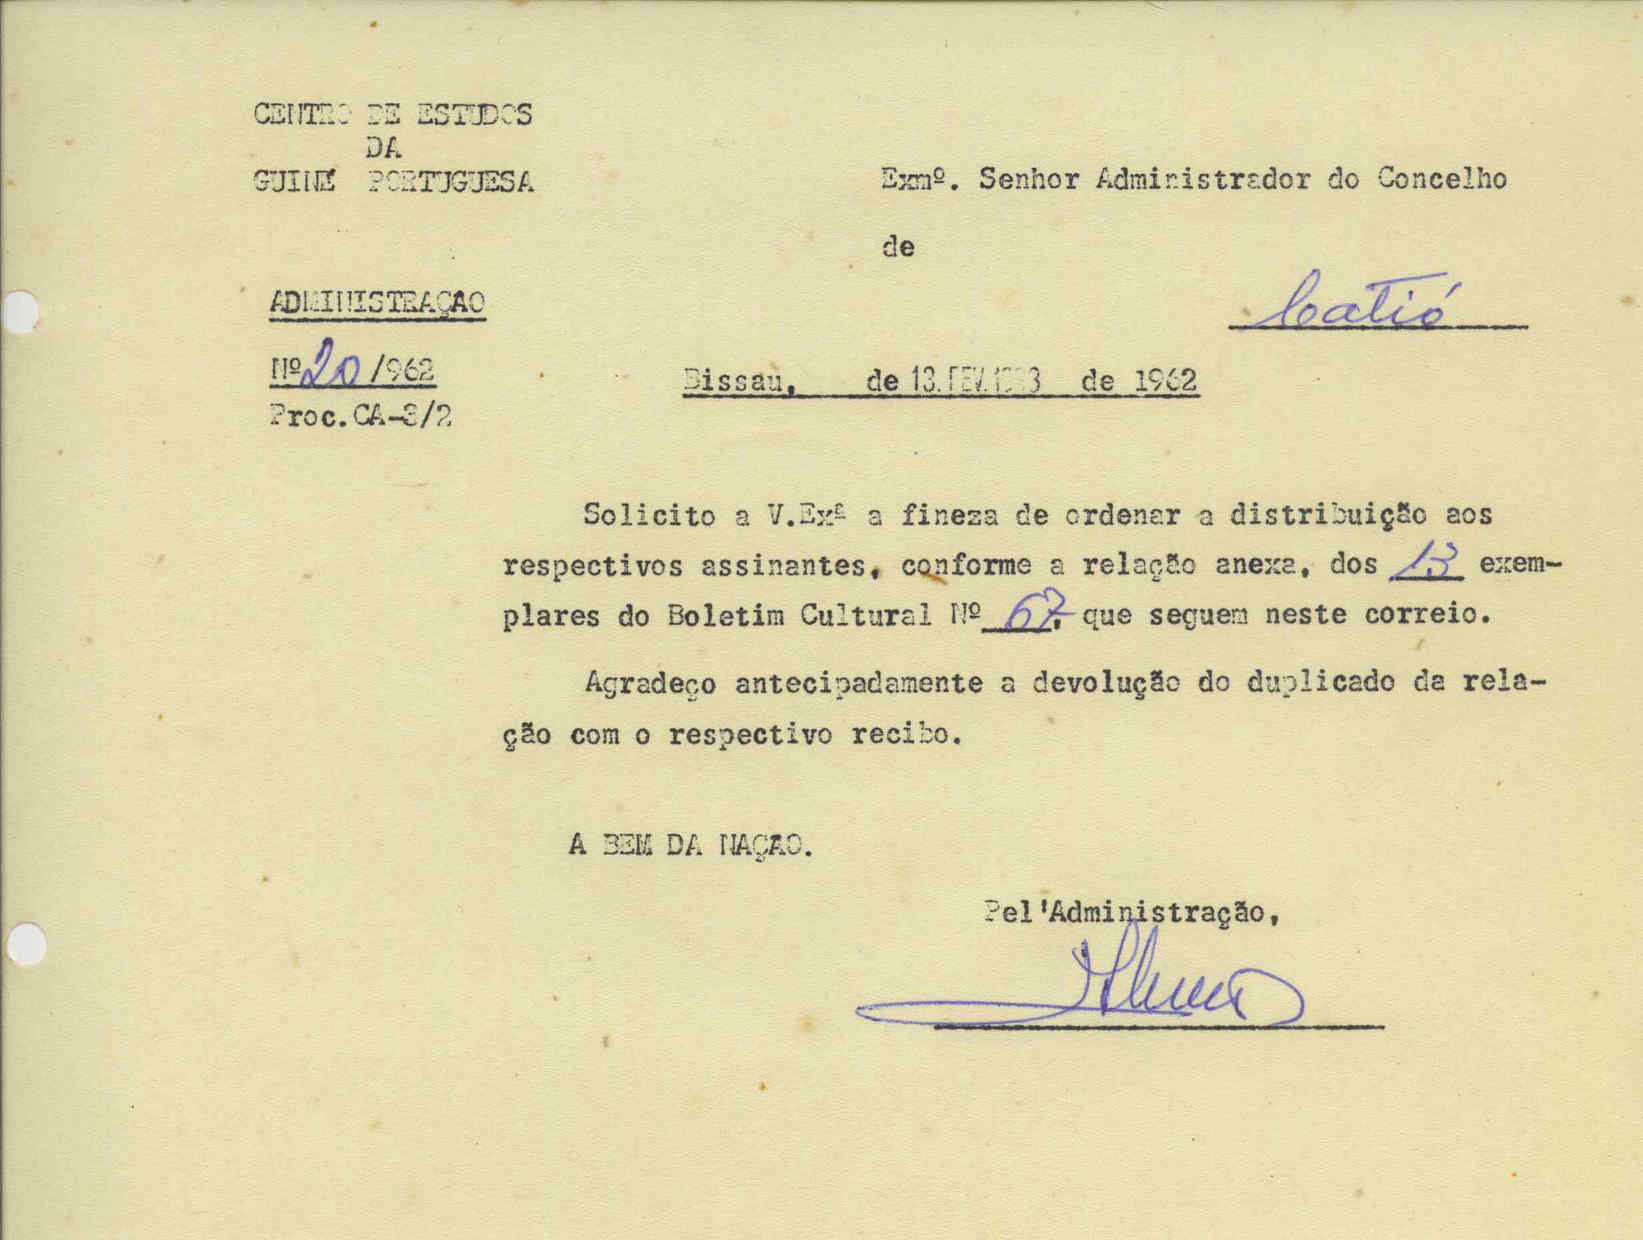 CENTRO DE ESTUDOS
DA
GUINÉ PORTUGUESA
Exmº. Senhor Administrador do Concelho
de
Catió
ADMINISTRAÇAO
Nº 20 /962
Proc.CA-3/2
Bissau, de 13.FEV.1963 de 1962
Solicito a V.Exª a fineza de ordenar a distribuição aos
respectivos assinantes, conforme a relação anexa, dos 13 exem-
plares do Boletim Cultural Nº 67, que seguem neste correio.
Agradeço antecipadamente a devolução do duplicado da rela-
ção com o respectivo recibo.
A BEM DA NAÇAO.
Pel'Administração,